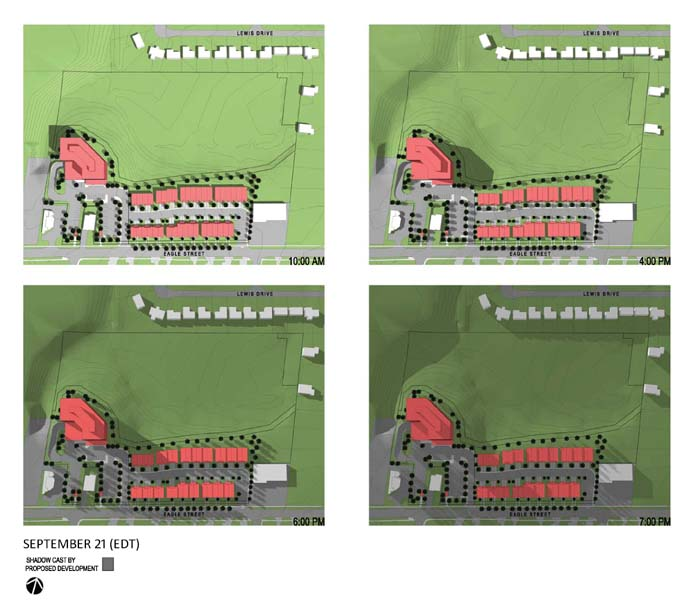 LEWIS DRIVE
EAGLE STREET
10:00 AM
LEWIS DRIVE
EAGLE STREET
4:00 PM
LEWIS DRIVE
EAGLE STREET
6:00 PM
LEWIS DRIVE
EAGLE STREET
7:00 PM
SEPTEMBER 21 (EDT)
SHADOW CAST BY
PROPOSED DEVELOPMENT